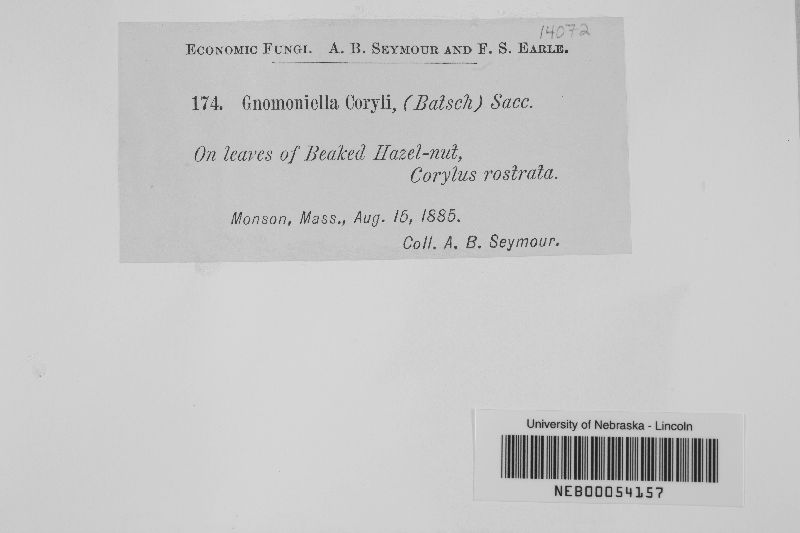 14072
ECONOMIC FUNGI. A. B. SEYMOUR AND F. S. EARLE.
174. Gnomoniella Coryli, (Batsch) Sacc.
On leaves of Beaked Hazel-nut,
Corylus rostrata.
Monson, Mass., Aug. 15, 1885.
Coll. A. B. Seymour.
University of Nebraska - Lincoln
NEB00054157